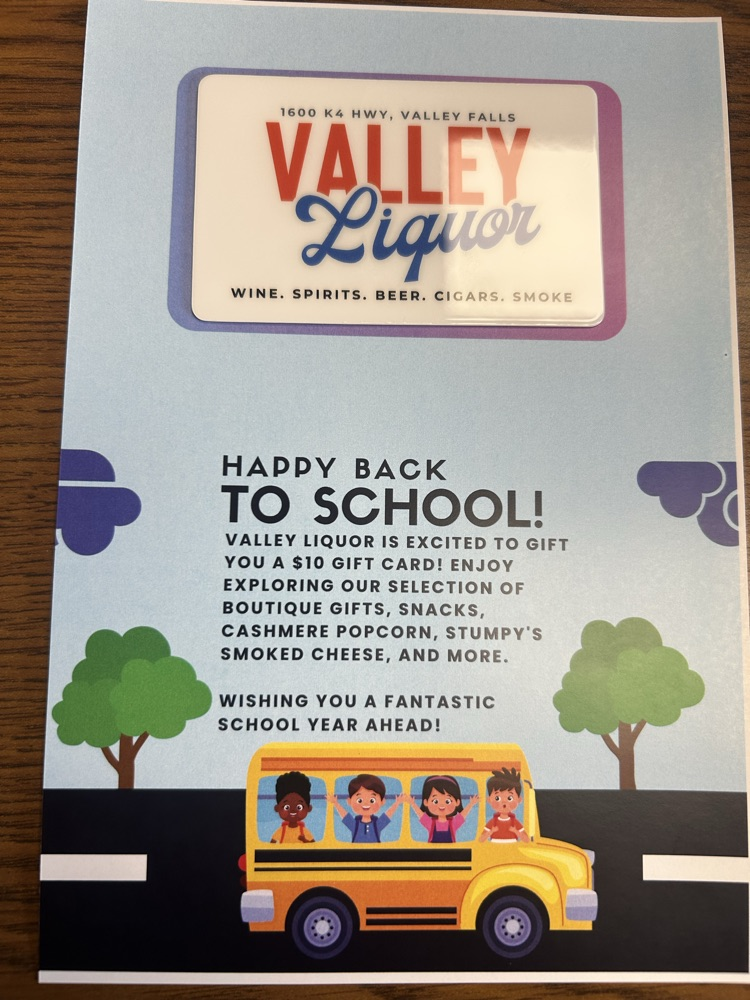 1600 K4 HWY, VALLEY FALLS
VALLEY
Liquor
WINE. SPIRITS. BEER. CIGARS. SMOKE
HAPPY BACK
TO SCHOOL!
VALLEY LIQUOR IS EXCITED TO GIFT
YOU A $10 GIFT CARD! ENJOY
EXPLORING OUR SELECTION OF
BOUTIQUE GIFTS, SNACKS,
CASHMERE POPCORN, STUMPY'S
SMOKED CHEESE, AND MORE.
WISHING YOU A FANTASTIC
SCHOOL YEAR AHEAD!